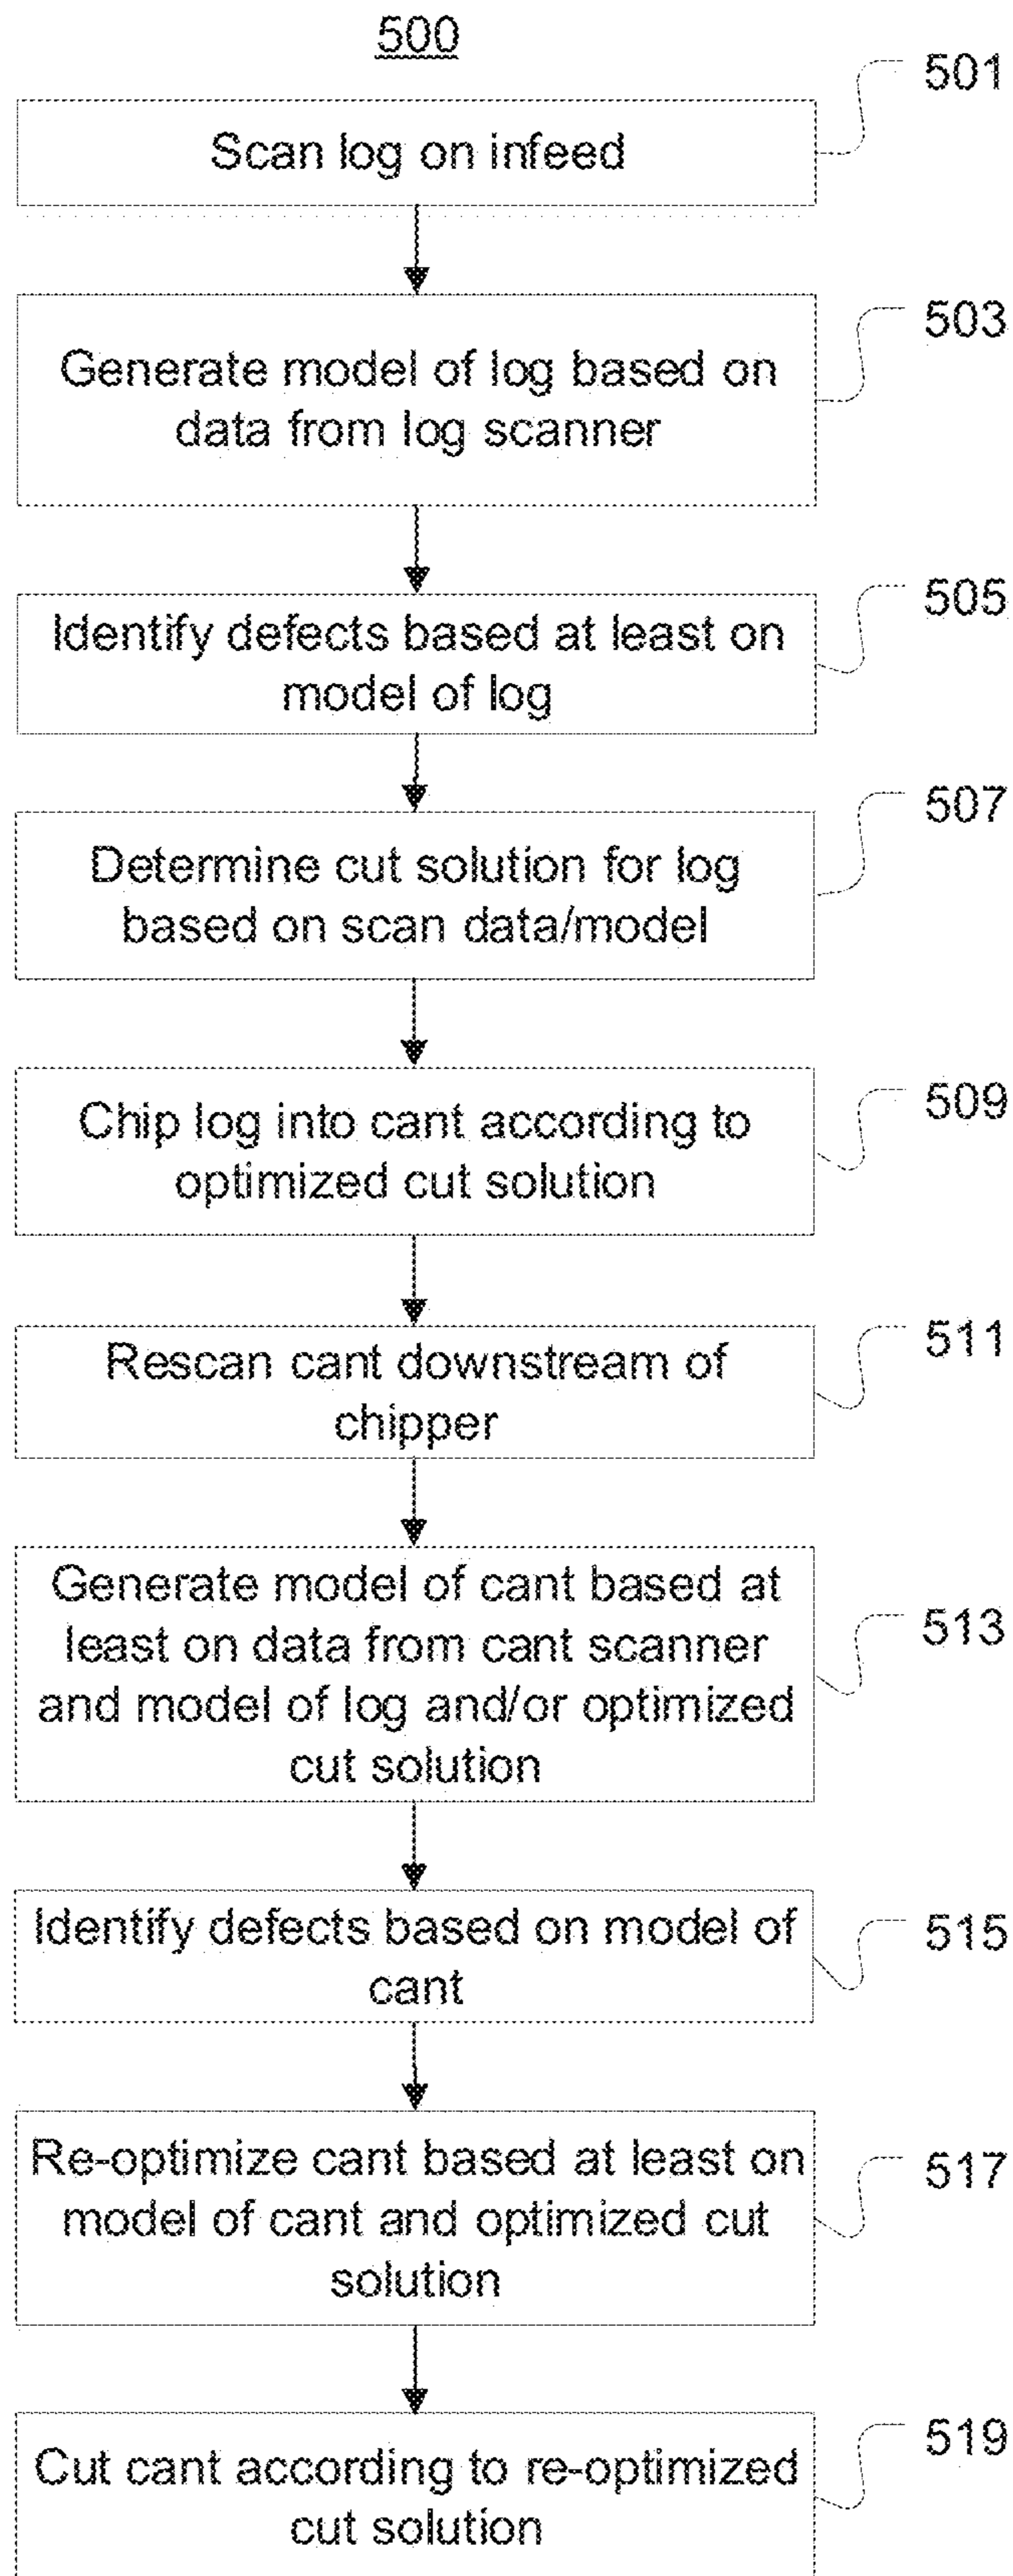 500
501
Scan log on infeed
503
Generate model of log based on
data from log scanner
505
Identify defects based at least on
model of log
507
Determine cut solution for log
based on scan data/model
509
Chip log into cant according to
optimized cut solution
511
Rescan cant downstream of
chipper
513
Generate model of cant based at
least on data from cant scanner
and model of log and/or optimized
cut solution
515
Identify defects based on model of
cant
517
Re-optimize cant based at least on
model of cant and optimized cut
solution
519
Cut cant according to re-optimized
cut solution